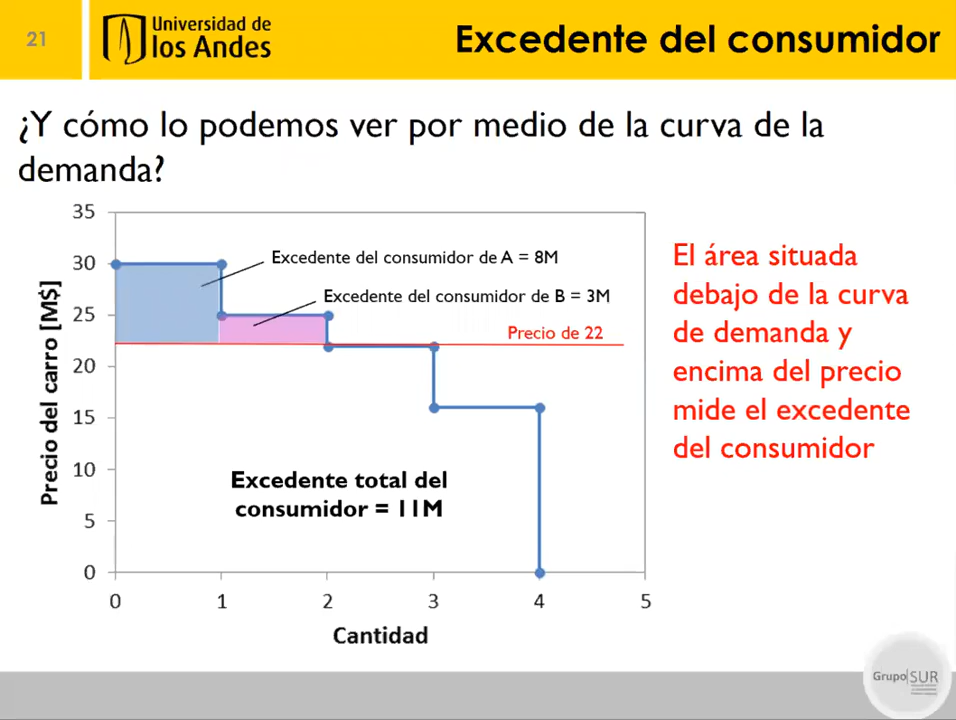 21
Universidad de
los Andes
Excedente del consumidor
¿Y cómo lo podemos ver por medio de la curva de la
demanda?
35
30
25
20
15
10
5
0
Precio del carro [M$]
Excedente del consumidor de A = 8M
Excedente del consumidor de B = 3M
Precio de 22
Excedente total del
consumidor = 11M
0 1 2 3 4 5
Cantidad
El área situada
debajo de la curva
de demanda y
encima del precio
mide el excedente
del consumidor
Grupo|SUR